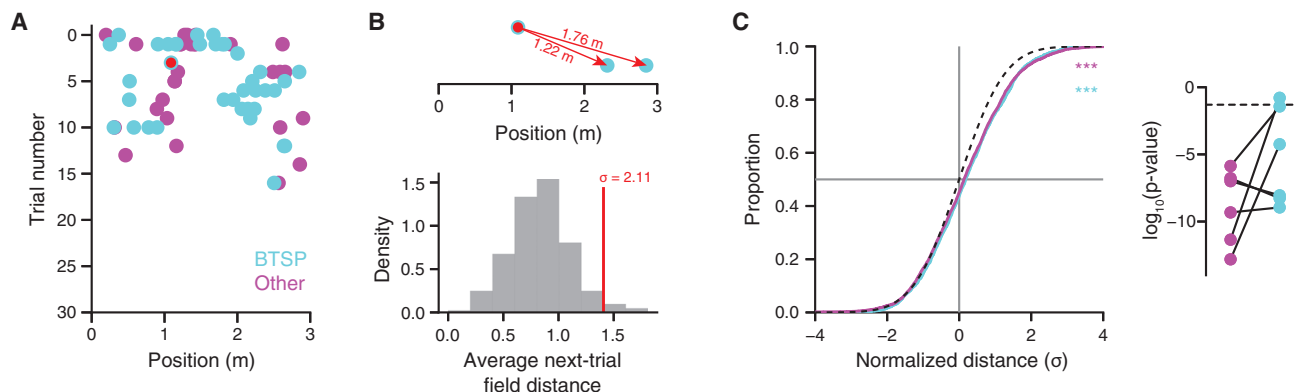 A
0
5
10
15
20
25
30
Trial number
BTSP
Other
0
1
2
3
Position (m)
B
1.76 m
1.22 m
0
1
2
3
Position (m)
σ = 2.11
1.5
1.0
0.5
0.0
Density
0.0
0.5
1.0
1.5
Average next-trial
field distance
C
1.0
0.8
0.6
0.4
0.2
0.0
Proportion
***
***
−4
−2
0
2
4
Normalized distance (σ)
0
−5
−10
log10(p-value)